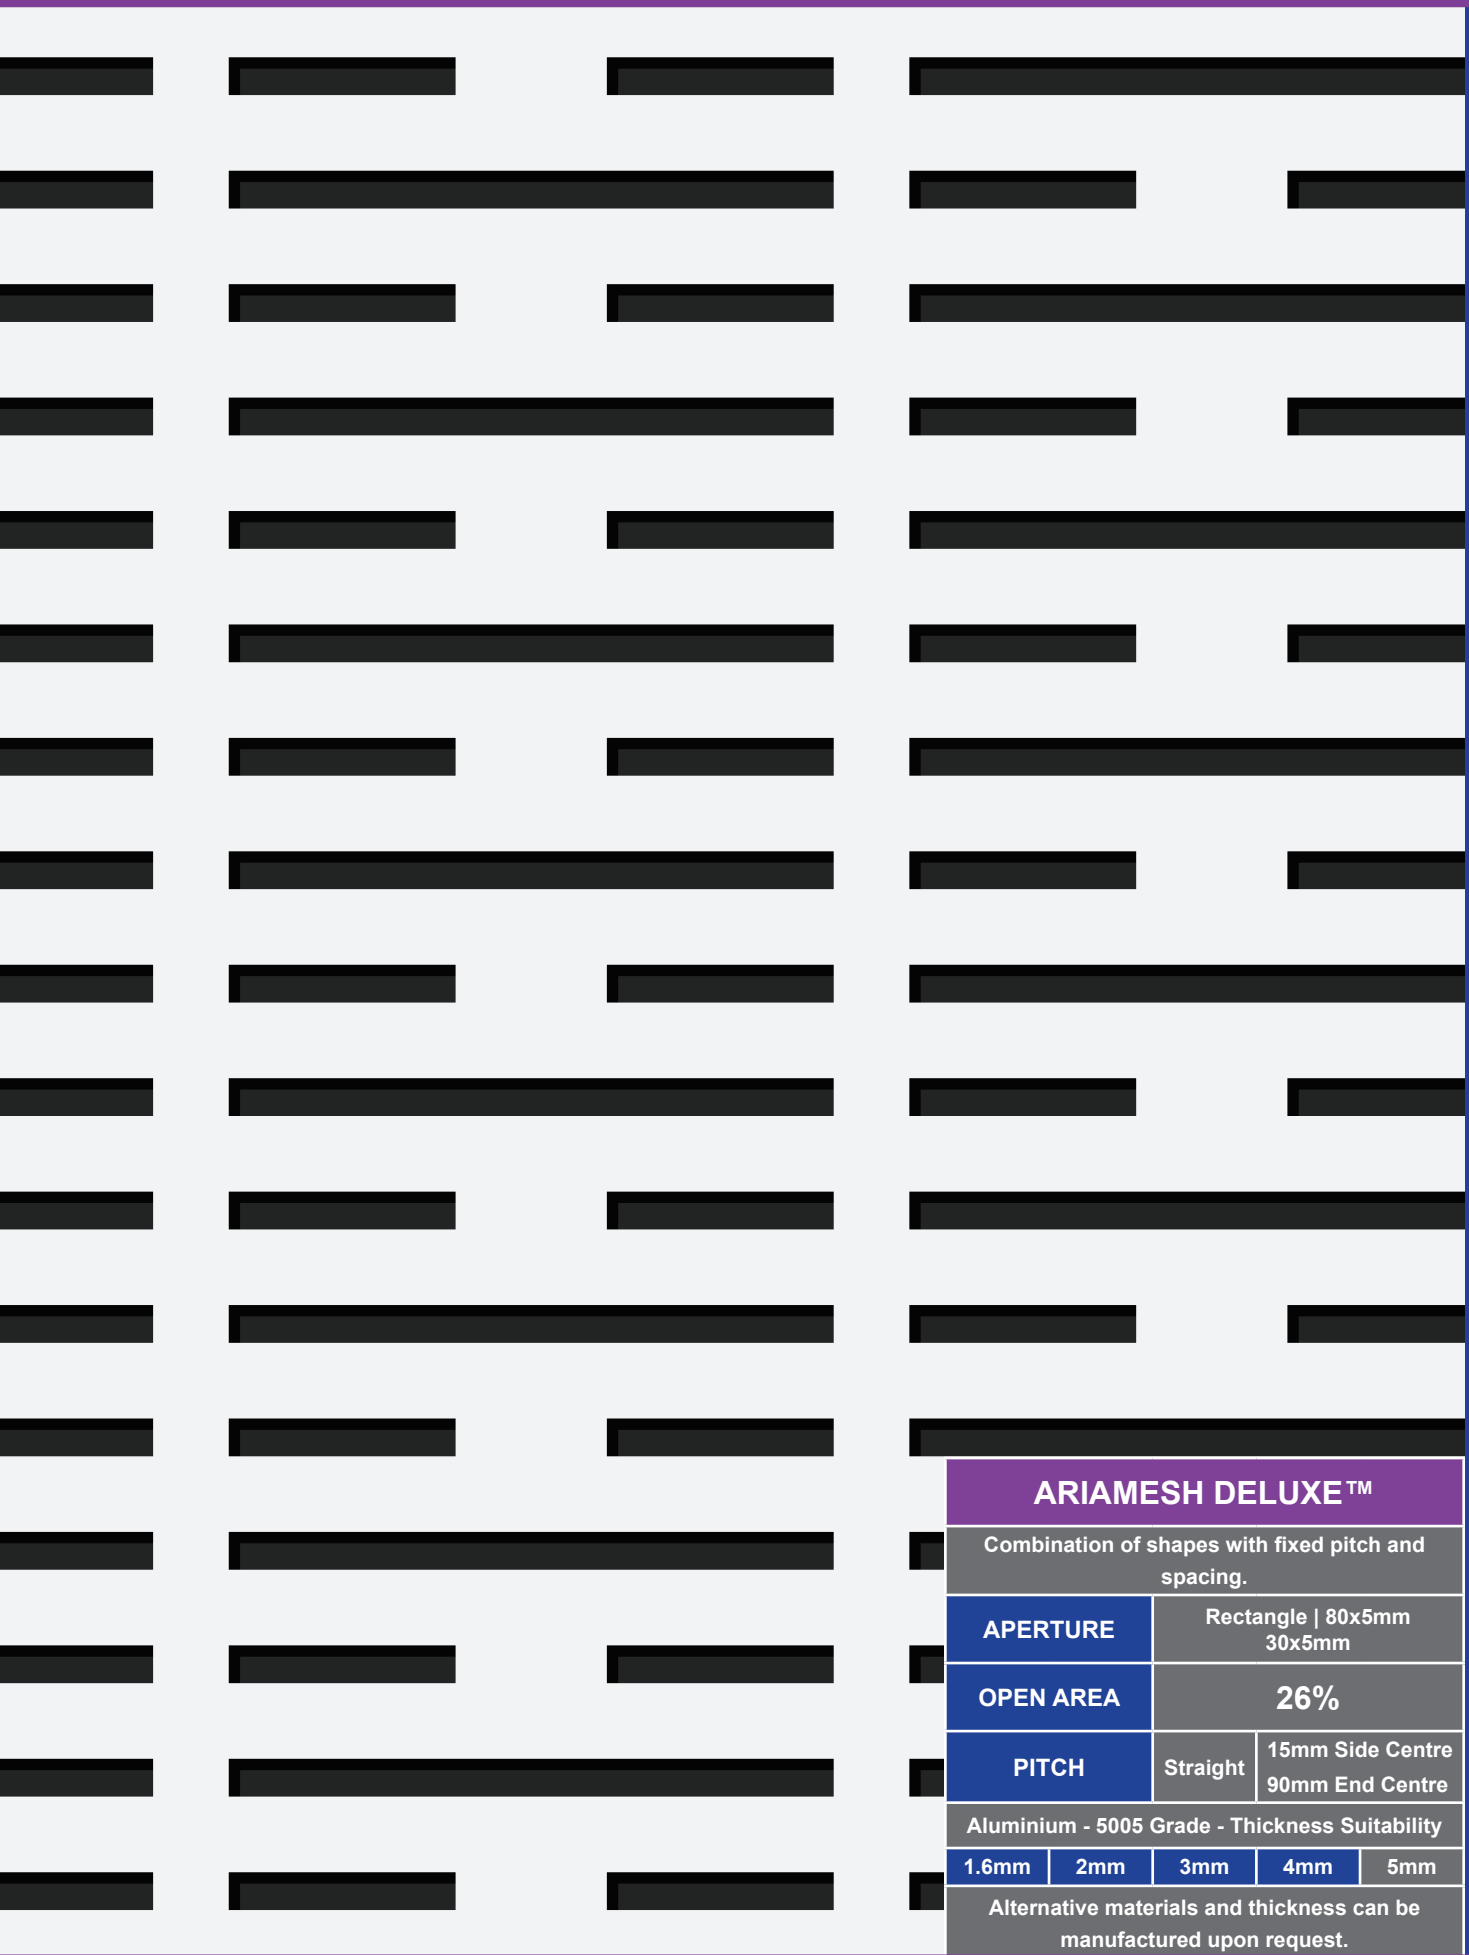 ARIAMESH DELUXE™
Combination of shapes with fixed pitch and
spacing.
APERTURE
Rectangle | 80x5mm
30x5mm
OPEN AREA
26%
PITCH
Straight
15mm Side Centre
90mm End Centre
Aluminium - 5005 Grade - Thickness Suitability
1.6mm 2mm 3mm 4mm 5mm
Alternative materials and thickness can be
manufactured upon request.